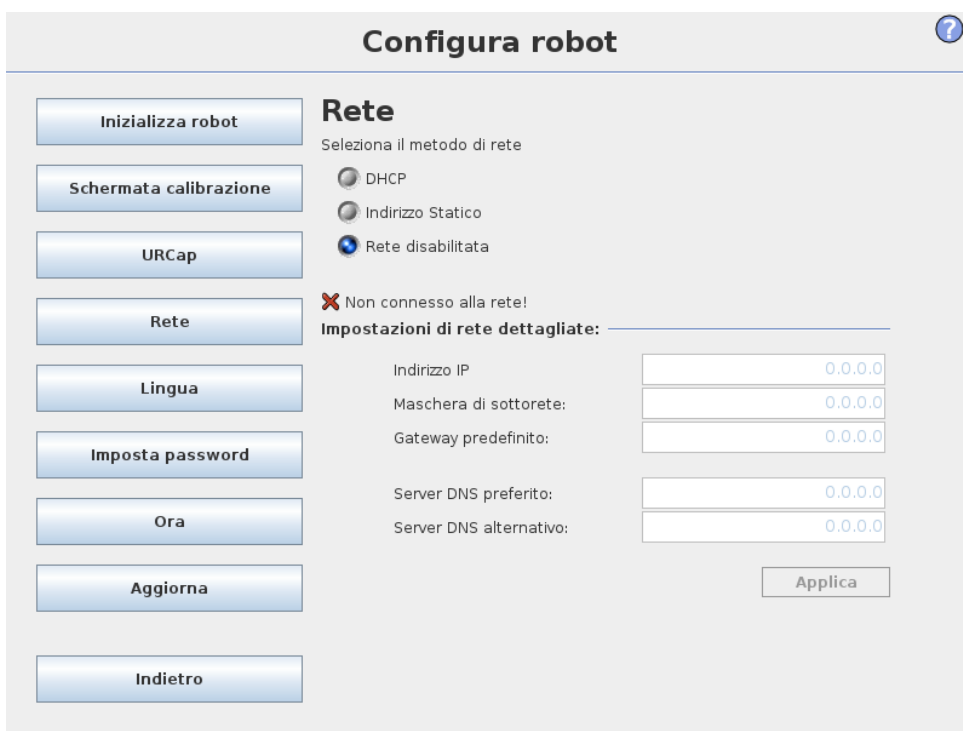 Configura robot
?
Inizializza robot
Schermata calibrazione
URCap
Rete
Lingua
Imposta password
Ora
Aggiorna
Indietro
Rete
Seleziona il metodo di rete
DHCP
Indirizzo Statico
Rete disabilitata
Non connesso alla rete!
Impostazioni di rete dettagliate:
Indirizzo IP 0.0.0.0
Maschera di sottorete: 0.0.0.0
Gateway predefinito: 0.0.0.0
Server DNS preferito: 0.0.0.0
Server DNS alternativo: 0.0.0.0
Applica